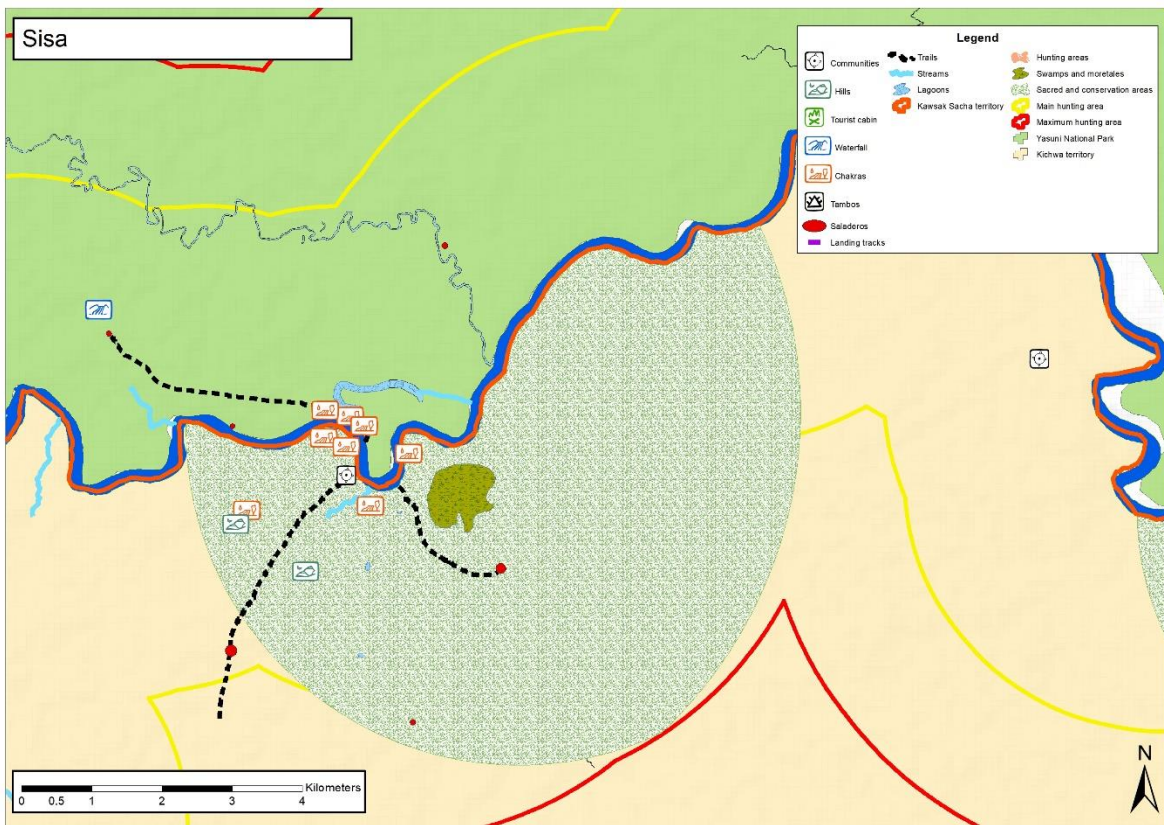 Sisa
Legend
Communities
Hills
Tourist cabin
Waterfall
Chakras
Tambos
Saladeros
Landing tracks
Trails
Streams
Lagoons
Kawsak Sacha territory
Hunting areas
Swamps and moretales
Sacred and conservation areas
Main hunting area
Maximum hunting area
Yasuni National Park
Kichwa territory
Kilometers
0 0.5 1 2 3 4
N